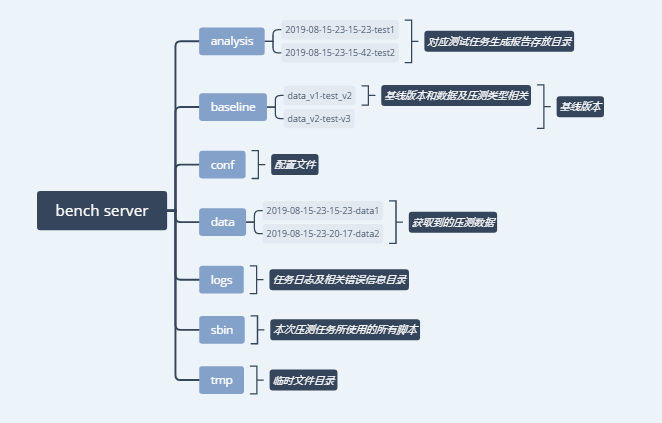 bench server
analysis
2019-08-15-23-15-23-test1
2019-08-15-23-15-42-test2
对应测试任务生成报告存放目录
baseline
data_v1-test_v2
基线版本和数据及压测类型相关
data_v2-test-v3
基线版本
conf
配置文件
data
2019-08-15-23-15-23-data1
2019-08-15-23-20-17-data2
获取到的压测数据
logs
任务日志及相关错误信息目录
sbin
本次压测任务所使用的所有脚本
tmp
临时文件目录